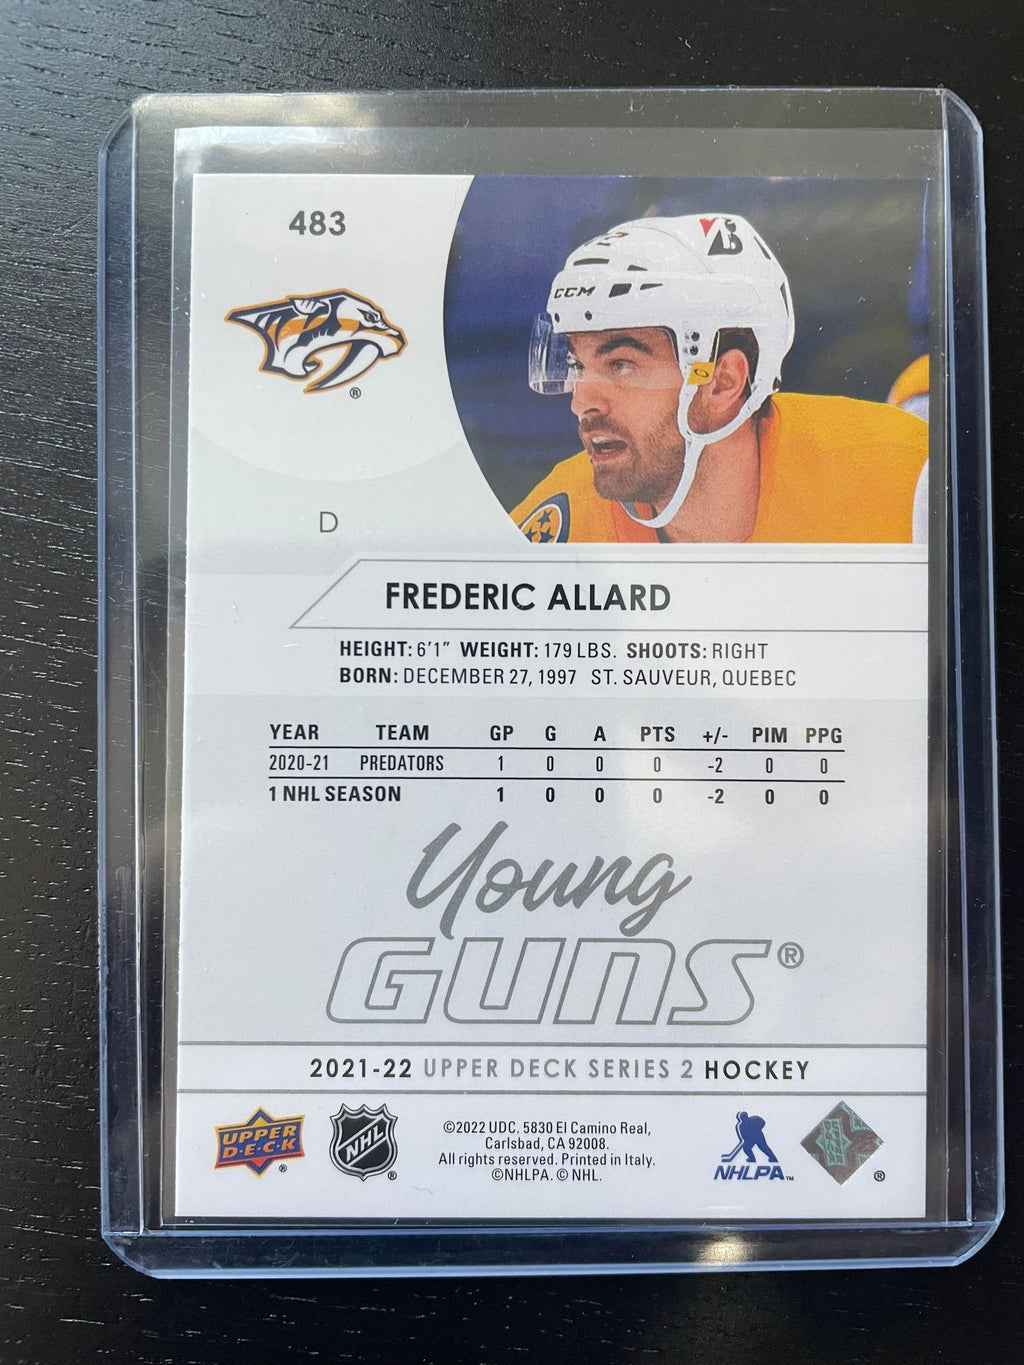 483
2
CCM
B
®
D
FREDERIC ALLARD
HEIGHT: 6'1" WEIGHT: 179 LBS. SHOOTS: RIGHT
BORN: DECEMBER 27, 1997 ST. SAUVEUR, QUEBEC
YEAR TEAM GP G A PTS +/- PIM PPG
2020-21 PREDATORS 1 0 0 0 -2 0 0
1 NHL SEASON 1 0 0 0 -2 0 0
Young
GUNS®
2021-22 UPPER DECK SERIES 2 HOCKEY
UPPER
D·E·C·K
®
NHL
®
©2022 UDC. 5830 El Camino Real,
Carlsbad, CA 92008.
All rights reserved. Printed in Italy.
©NHLPA. © NHL.
NHLPA™
®